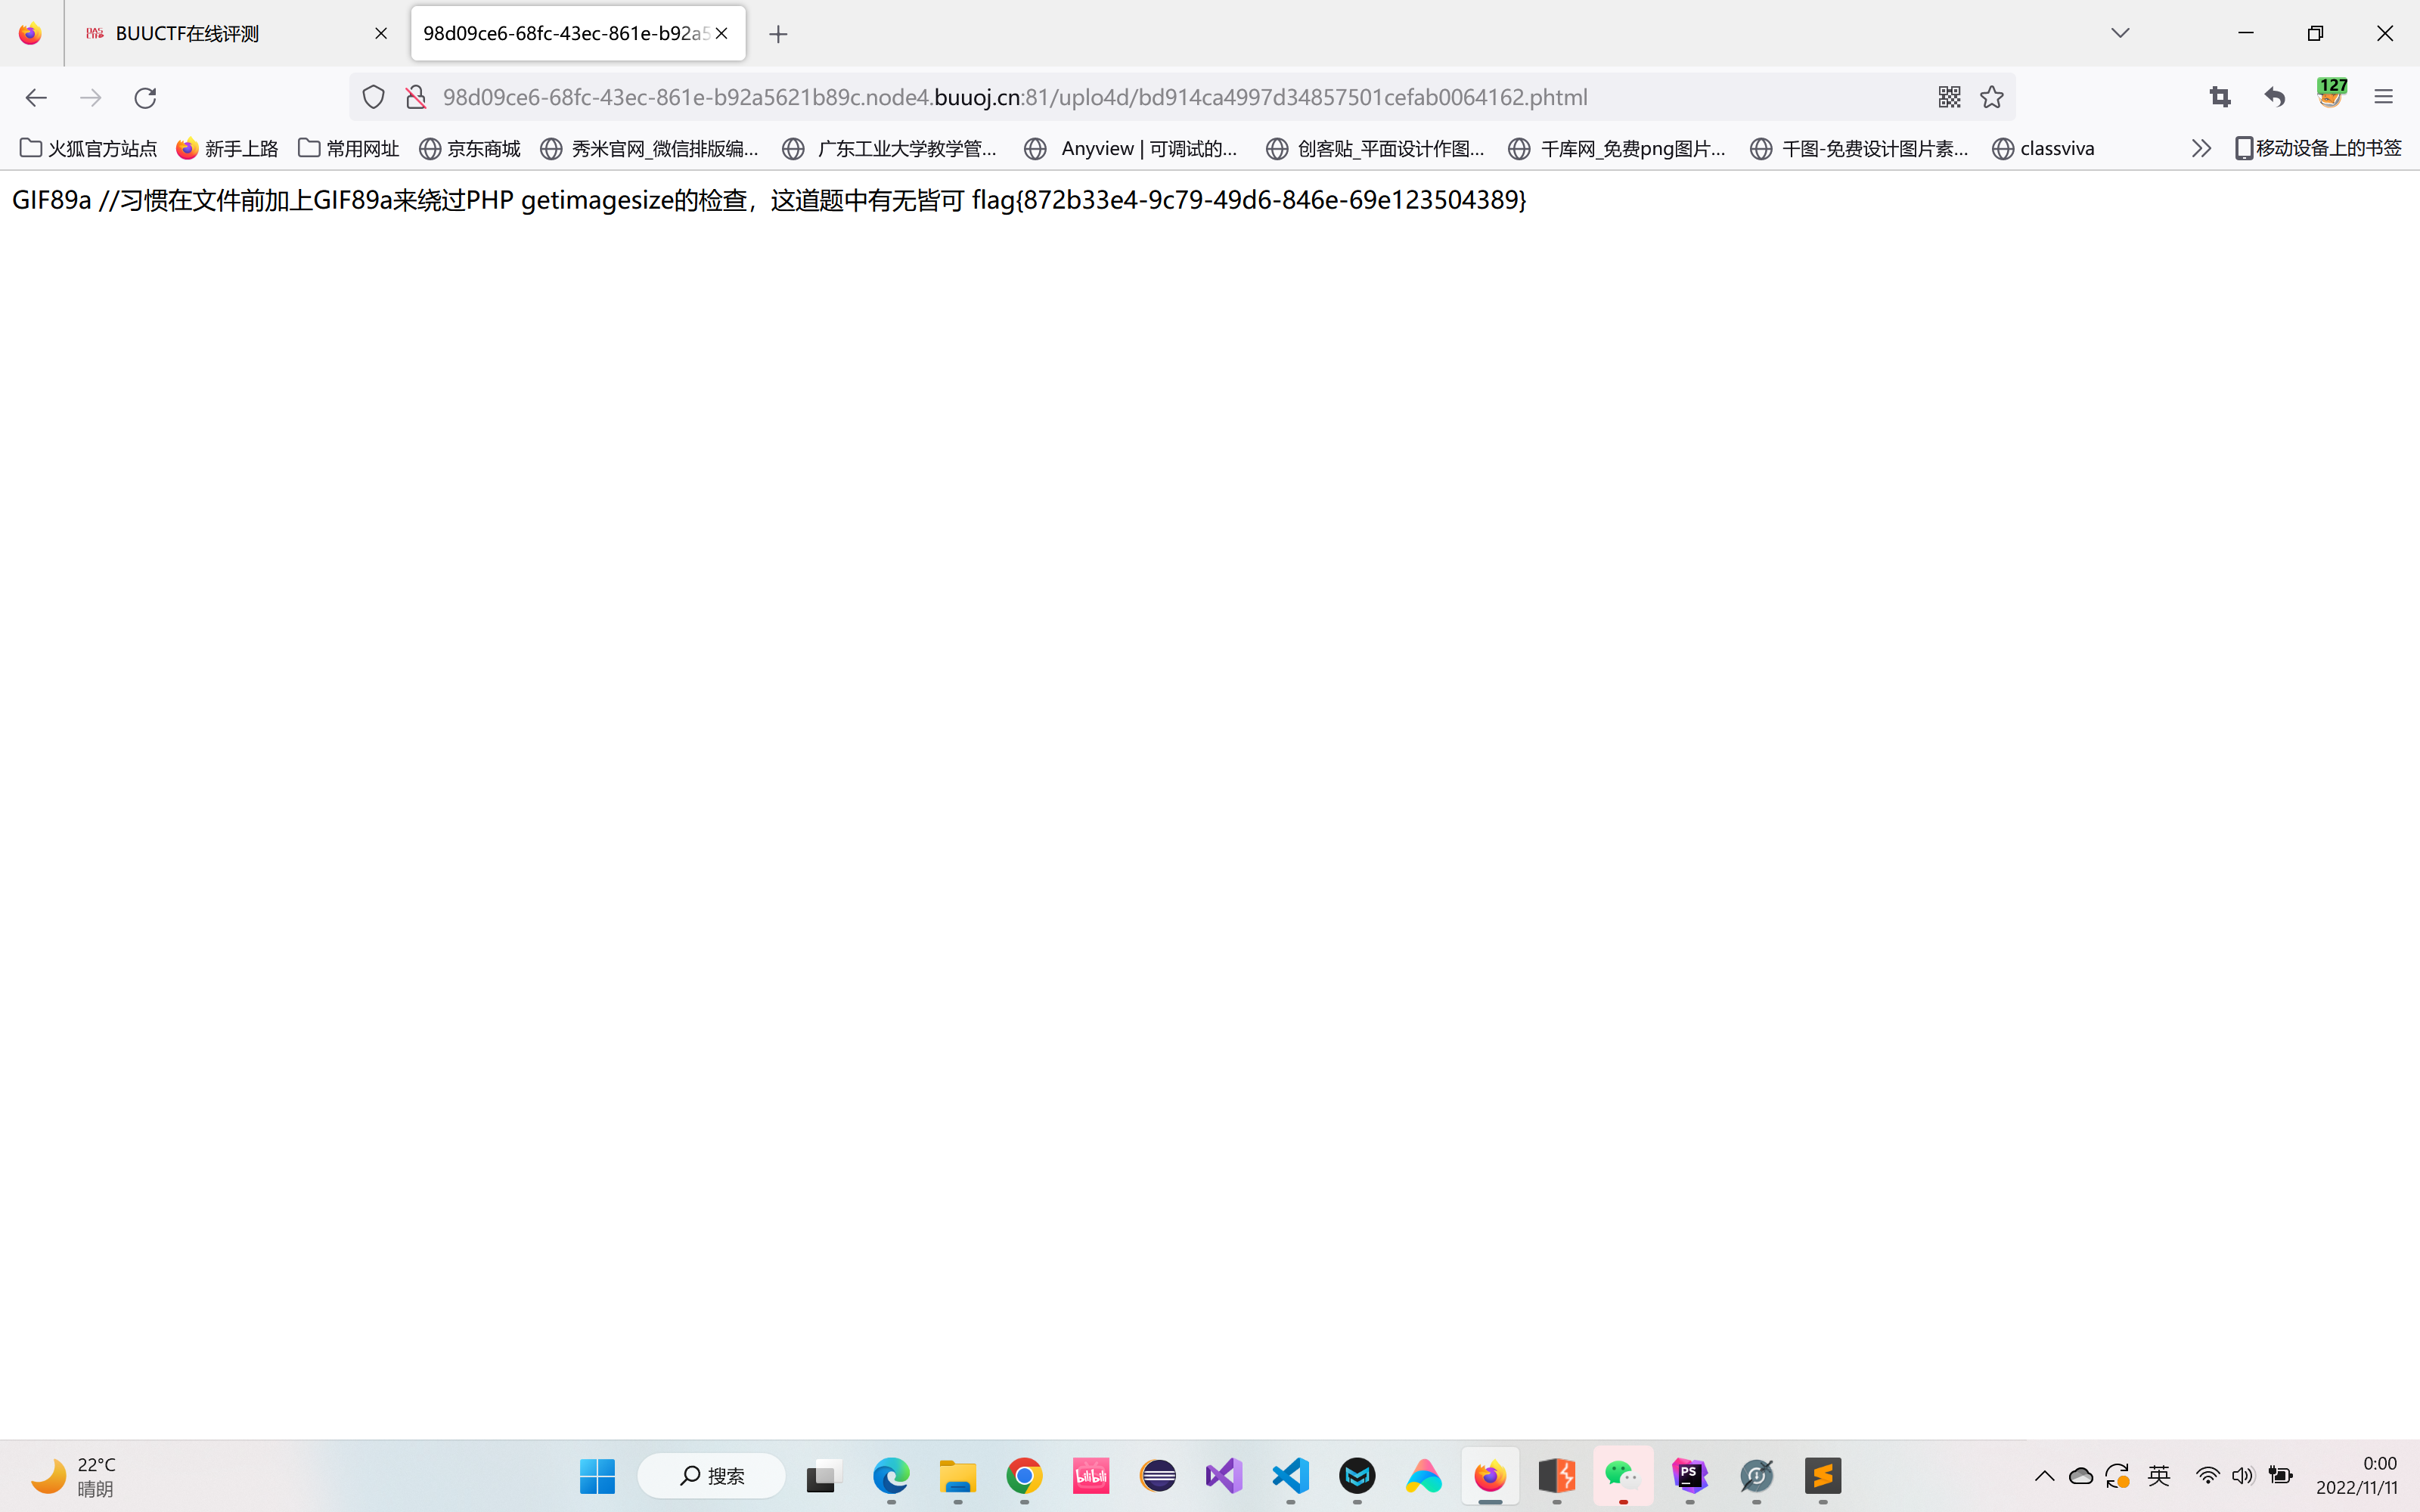 BUUCTF在线评测
98d09ce6-68fc-43ec-861e-b92a5
98d09ce6-68fc-43ec-861e-b92a5621b89c.node4.buuoj.cn:81/uplo4d/bd914ca4997d34857501cefab0064162.phtml
127
火狐官方站点 新手上路 常用网址 京东商城 秀米官网_微信排版编... 广东工业大学教学管... Anyview | 可调试的... 创客贴_平面设计作图... 千库网_免费png图片... 千图-免费设计图片素... classviva 移动设备上的书签
GIF89a //习惯在文件前加上GIF89a来绕过PHP getimagesize的检查，这道题中有无皆可 flag{872b33e4-9c79-49d6-846e-69e123504389}
22°C
晴朗
搜索
bilibili
PS
英
0:00
2022/11/11